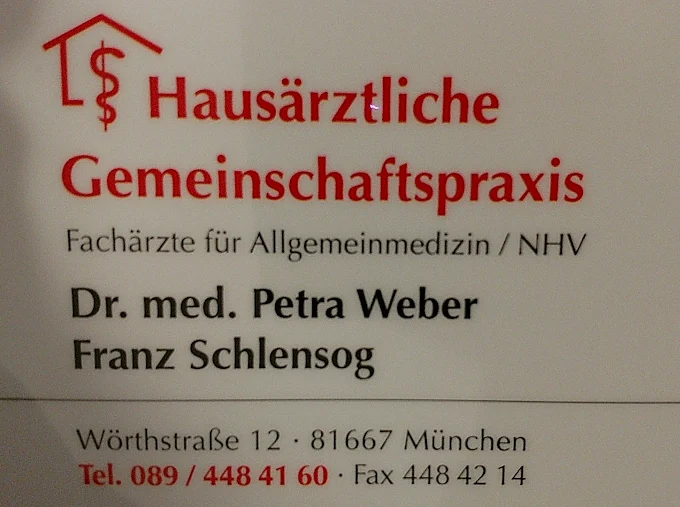 Hausärztliche
Gemeinschaftspraxis
Fachärzte für Allgemeinmedizin / NHV
Dr. med. Petra Weber
Franz Schlensog
Wörthstraße 12 · 81667 München
Tel. 089 / 448 41 60 · Fax 448 42 14